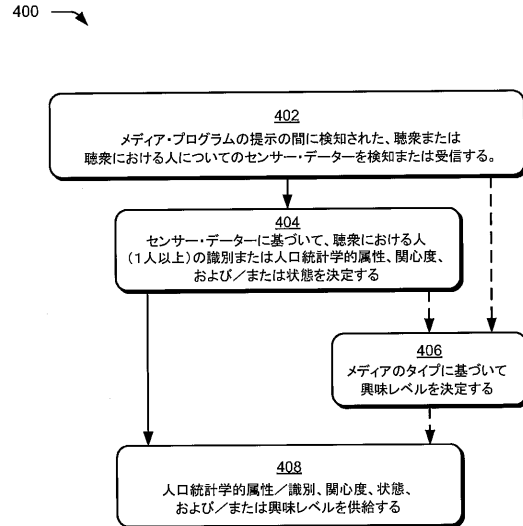 400
402
メディア・プログラムの提示の間に検知された、聴衆または
聴衆における人についてのセンサー・データーを検知または受信する。
404
センサー・データーに基づいて、聴衆における人
(1人以上)の識別または人口統計学的属性、関心度、
および/または状態を決定する
406
メディアのタイプに基づいて
興味レベルを決定する
408
人口統計学的属性/識別、関心度、状態、
および/または興味レベルを供給する